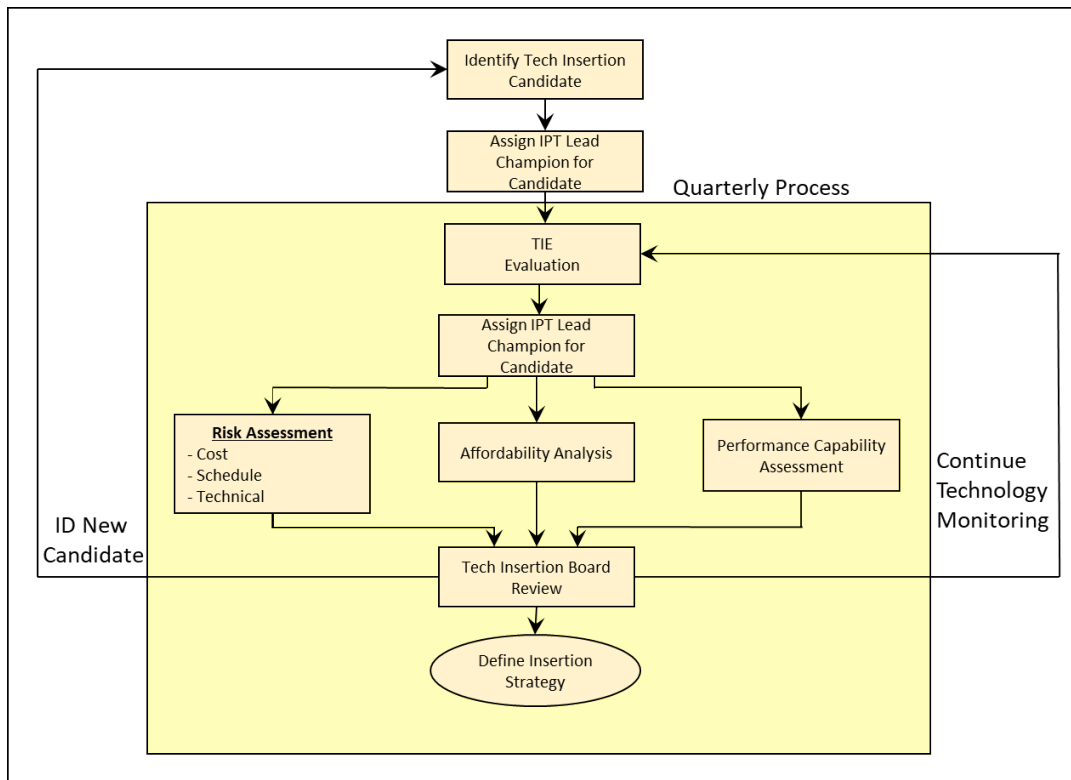 Identify Tech Insertion
Candidate
Assign IPT Lead
Champion for
Candidate
Quarterly Process
TIE
Evaluation
Assign IPT Lead
Champion for
Candidate
Risk Assessment
- Cost
- Schedule
- Technical
Affordability Analysis
Performance Capability
Assessment
Continue
Technology
Monitoring
ID New
Candidate
Tech Insertion Board
Review
Define Insertion
Strategy